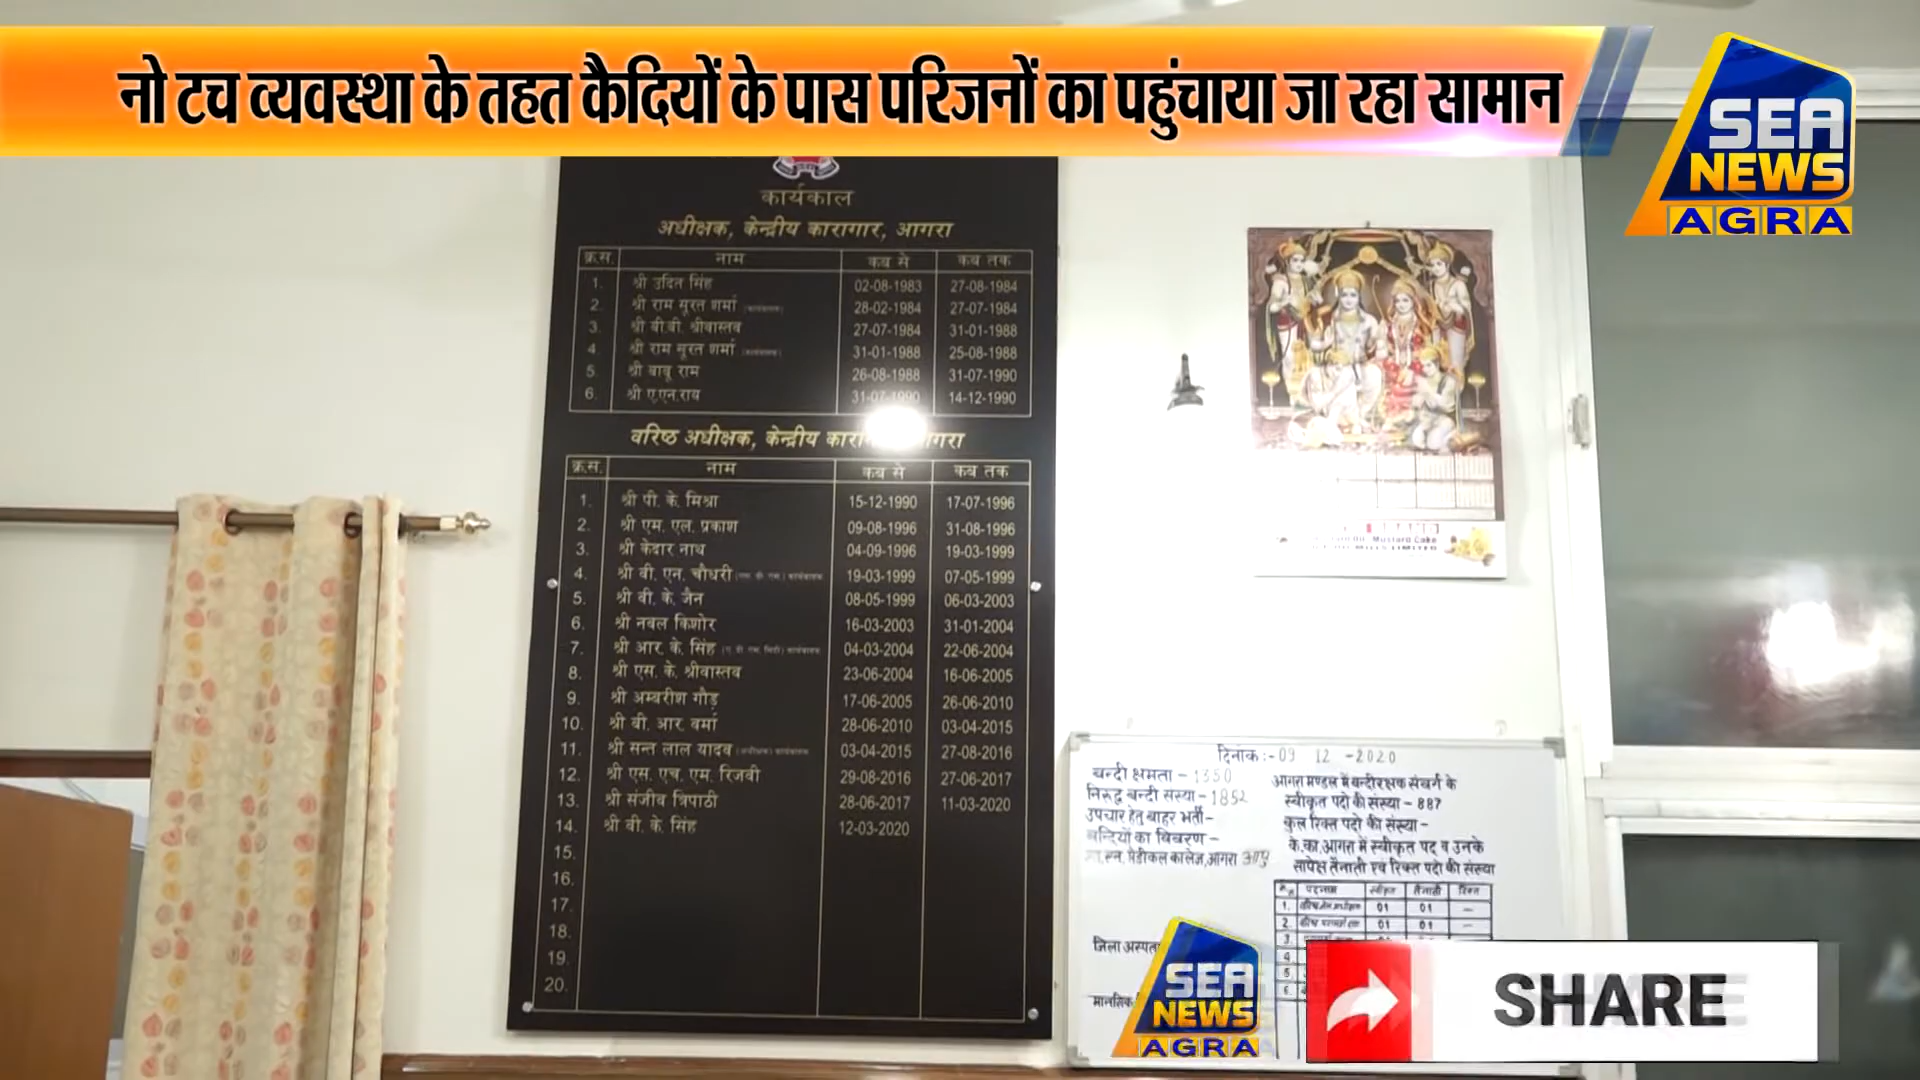 नो टच व्यवस्था के तहत कैदियों के पास परिजनों का पहुंचाया जा रहा सामान
SEA
NEWS
AGRA
कार्यकाल
अधीक्षक, केन्द्रीय कारागार, आगरा
क्र.स. नाम कब से कब तक
1. श्री उदित सिंह 02-08-1983 27-08-1984
2. श्री राम सूरत शर्मा 28-02-1984 27-07-1984
3. श्री बी.बी. श्रीवास्तव 27-07-1984 31-01-1988
4. श्री राम सूरत शर्मा 31-01-1988 25-08-1988
5. श्री बाबू राम 26-08-1988 31-07-1990
6. श्री ए.एन.राय 31-07-1990 14-12-1990
वरिष्ठ अधीक्षक, केन्द्रीय आगरा
क्र.स. नाम कब से कब तक
1. श्री पी. के. मिश्रा 15-12-1990 17-07-1996
2. श्री एम. एल. प्रकाश 09-08-1996 31-08-1996
3. श्री केदार नाथ 04-09-1996 19-03-1999
4. श्री वी. एन. चौधरी 19-03-1999 07-05-1999
5. श्री वी. के. जैन 08-05-1999 06-03-2003
6. श्री नवल किशोर 16-03-2003 31-01-2004
7. श्री आर. के. सिंह 04-03-2004 22-06-2004
8. श्री एस. के. श्रीवास्तव 23-06-2004 16-06-2005
9. श्री अम्बरीश गौड़ 17-06-2005 26-06-2010
10. श्री बी. आर. वर्मा 28-06-2010 03-04-2015
11. श्री सन्त लाल यादव 03-04-2015 27-08-2016
12. श्री एस. एच. एम. रिजवी 29-08-2016 27-06-2017
13. श्री संजीव त्रिपाठी 28-06-2017 11-03-2020
14. श्री वी. के. सिंह 12-03-2020
15.
16.
17.
18.
19.
20.
Mustard Cake
दिनांक:-09 12 -2020
बन्दी क्षमता - 1350
निरूद्ध बन्दी संख्या - 1852
उपचार हेतु बाहर भर्ती-
बन्दियों का विवरण -
मेडीकल कालेज,आगरा
जिला
आगरा मण्डल में बन्दीरक्षक संवर्ग के
स्वीकृत पदो की संख्या - 887
कुल रिक्त पदो की संख्या-
के.का.आगरा में स्वीकृत पद व उनके
सापेक्ष तैनाती एवं रिक्त पदो की संख्या
पदनाम स्वीकृत तैनाती रिक्त
1. 01 01 —
2. 01 01 —
3.
4
5
6
SEA
NEWS
AGRA
SHARE